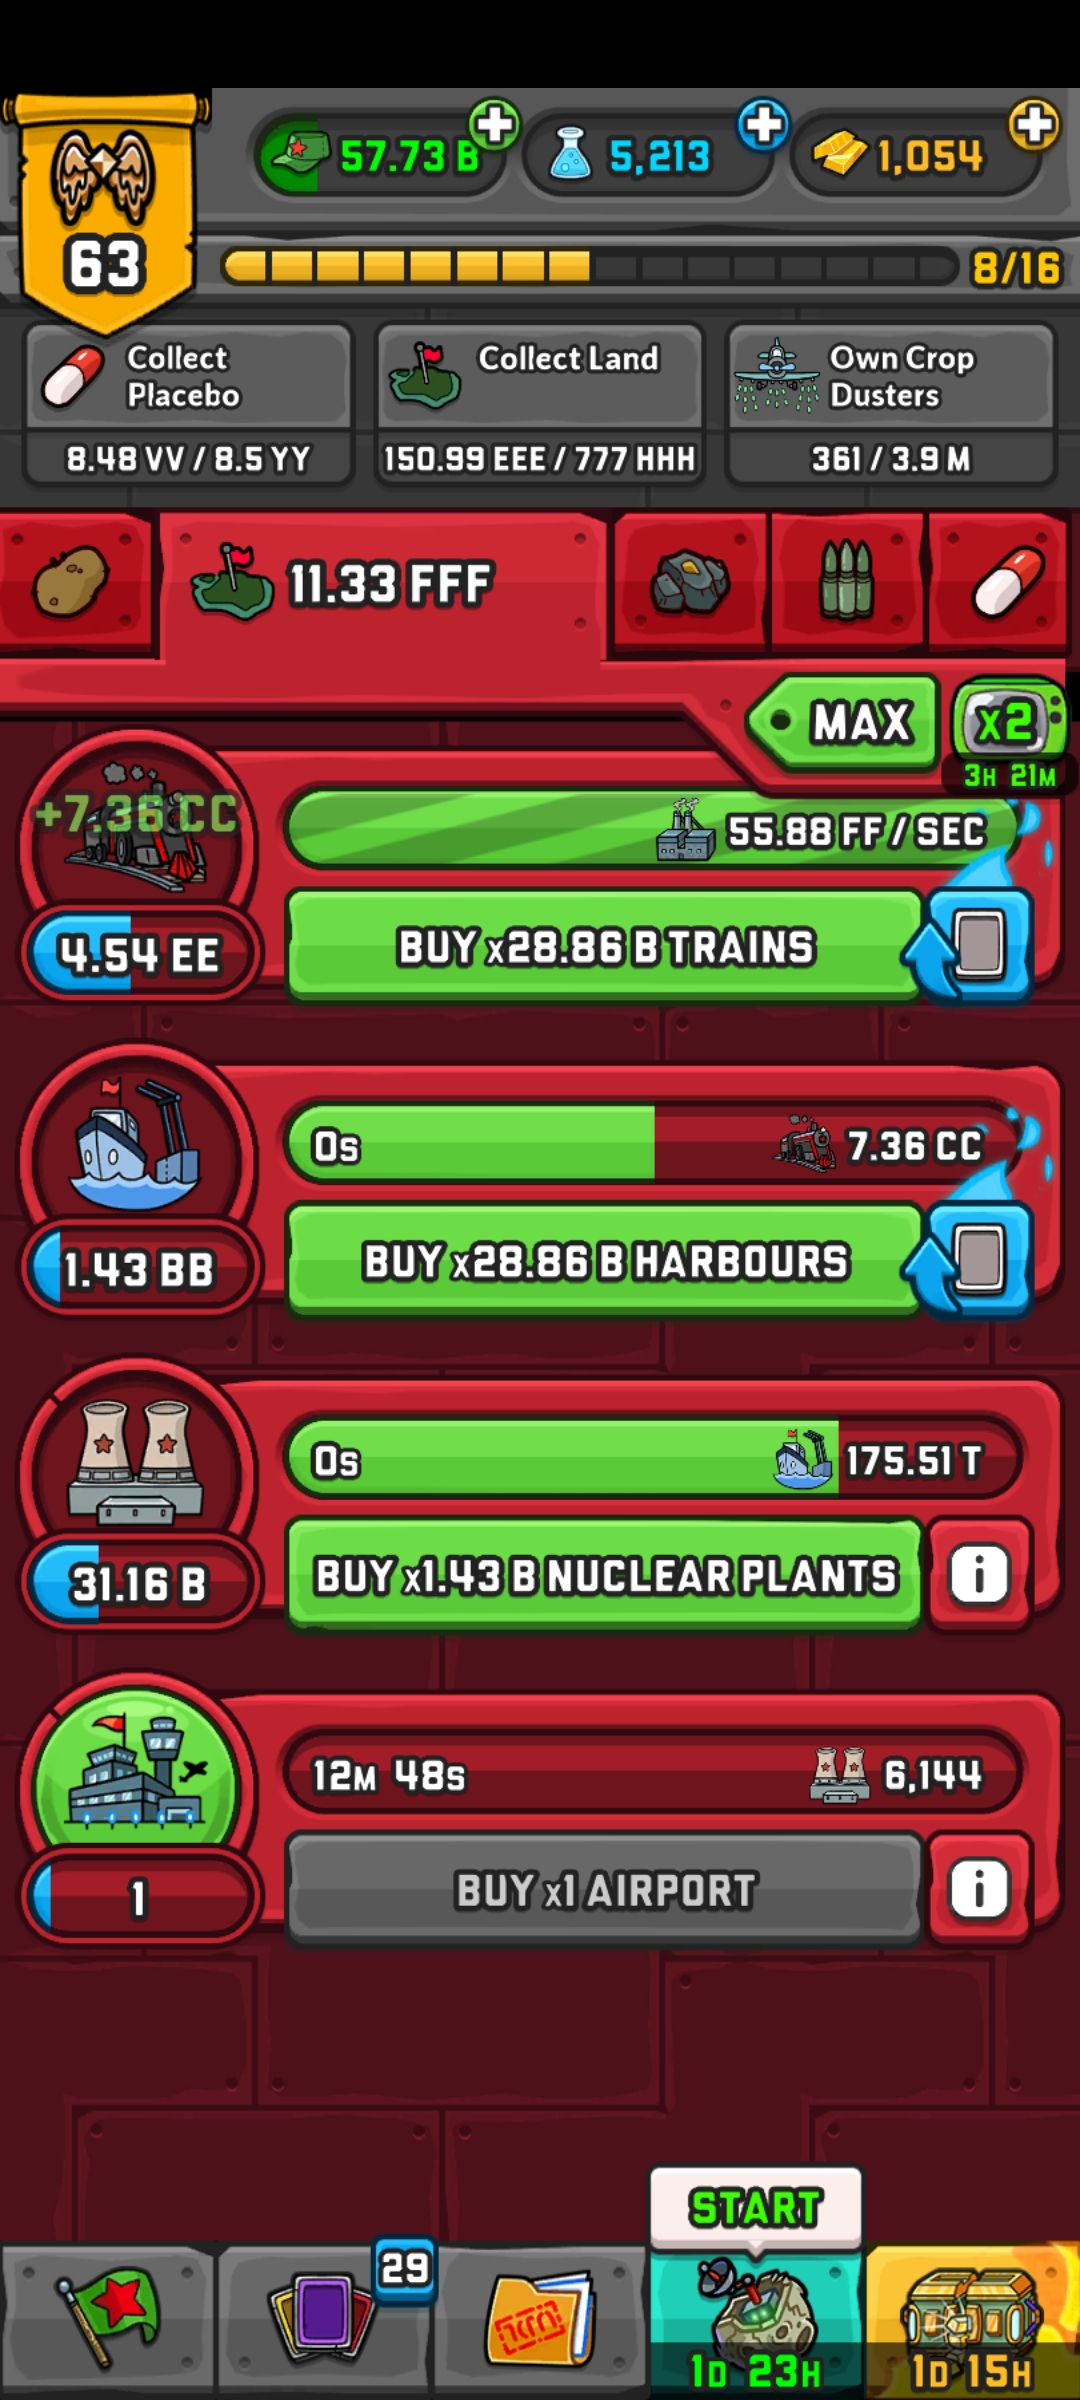 63
57.73 B
5,213
1,054
8/16
Collect
Placebo
8.48 VV / 8.5 YY
Collect Land
150.99 EEE / 777 HHH
Own Crop
Dusters
361 / 3.9 M
11.33 FFF
MAX
x2
3H 21M
+7.36 CC
55.88 FF / SEC
4.54 EE
BUY x28.86 B TRAINS
0s
7.36 CC
1.43 BB
BUY x28.86 B HARBOURS
0s
175.51 T
31.16 B
BUY x1.43 B NUCLEAR PLANTS
i
12M 48s
6,144
1
BUY x1 AIRPORT
i
START
29
1D 23H
1D 15H